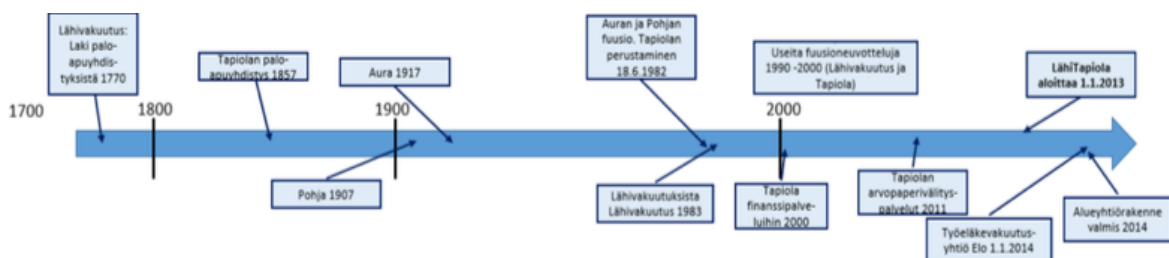 Lähivakuutus:
Laki palo-
apuyhdis-
tyksistä 1770
Tapiolan palo-
apuyhdistys 1857
Aura 1917
Auran ja Pohjan
fuusio. Tapiolan
perustaminen
18.6.1982
Useita fuusioneuvotteluja
1990 -2000 (Lähivakuutus ja
Tapiola)
LähiTapiola
aloittaa 1.1.2013
1700
1800
1900
2000
Pohja 1907
Lähivakuutuksista
Lähivakuutus 1983
Tapiola
finanssipalve-
luihin 2000
Tapiolan
arvopaperivälitys-
palvelut 2011
Työeläkevakuutus-
yhtiö Elo 1.1.2014
Alueyhtiörakenne
valmis 2014